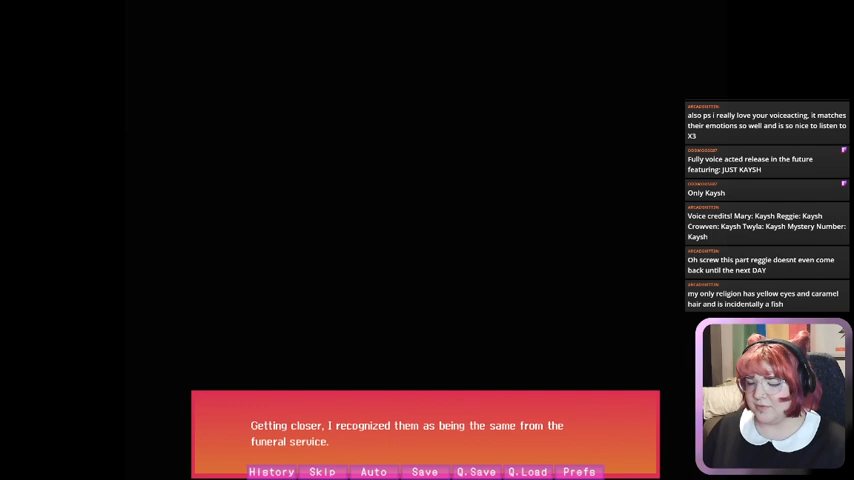 ARCADEKITTEN
also ps i really love your voiceacting, it matches
their emotions so well and is so nice to listen to
X3
Fully voice acted release in the future
featuring: JUST KAYSH
Only Kaysh
ARCADEKITTEN
Voice credits! Mary: Kaysh Reggie: Kaysh
Crowven: Kaysh Twyla: Kaysh Mystery Number:
Kaysh
ARCADEKITTEN
Oh screw this part reggie doesnt even come
back until the next DAY
ARCADEKITTEN
my only religion has yellow eyes and caramel
hair and is incidentally a fish
Getting closer, I recognized them as being the same from the
funeral service.
History Skip Auto Save Q.Save Q.Load Prefs